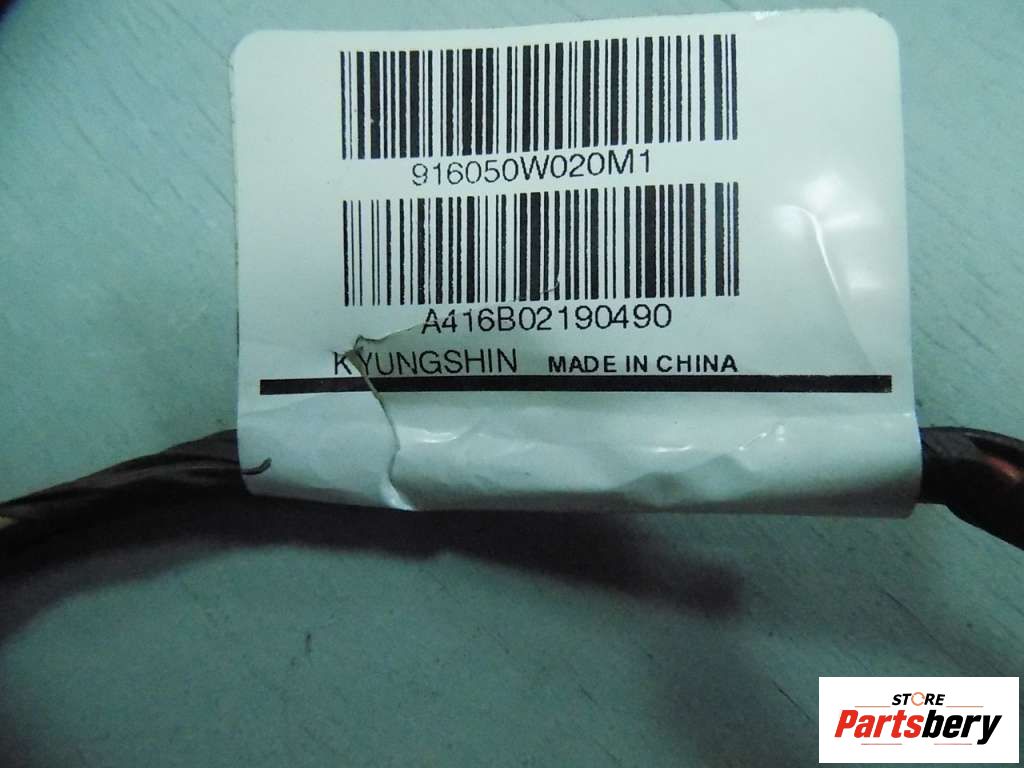 916050W020M1
A416B02190490
KYUNGSHIN MADE IN CHINA
STORE
Partsbery